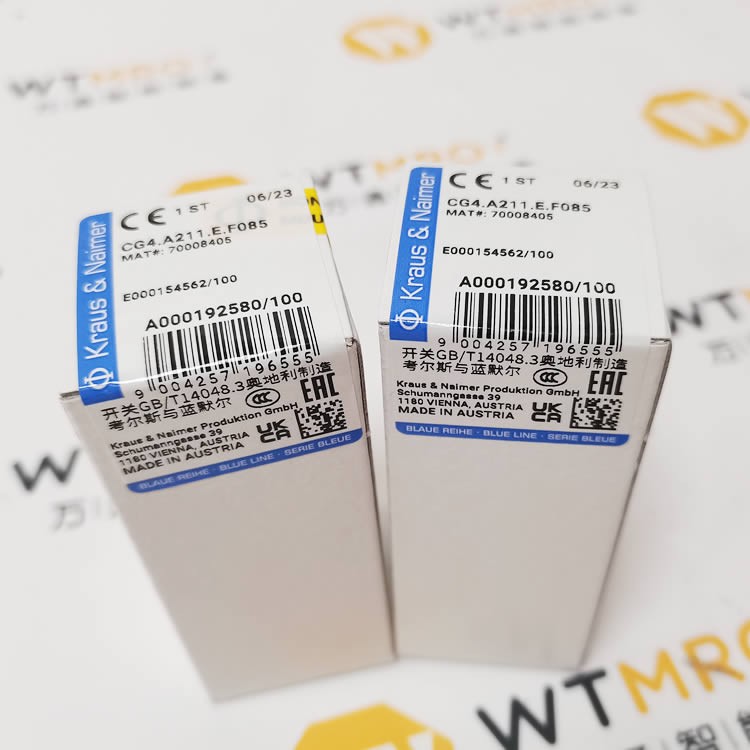 WTMRO
WTMRO
Kraus & Naimer
CE 1 ST 06/23
CG4.A211.E.F085
MAT#: 70008405
E000154562/100
A000192580/100
9 004257 196555
开关GB/T14048.3奥地利制造
考尔斯与蓝默尔
CCC
EAC
Kraus & Naimer Produktion GmbH
Schumanngasse 39
1180 VIENNA, AUSTRIA
MADE IN AUSTRIA
UK
CA
BLAUE REIHE · BLUE LINE · SERIE BLEUE
Kraus & Naimer
CE 1 ST 06/23
CG4.A211.E.F085
MAT#: 70008405
E000154562/100
A000192580/100
9 004257 196555
开关GB/T14048.3奥地利制造
考尔斯与蓝默尔
CCC
EAC
Kraus & Naimer Produktion GmbH
Schumanngasse 39
1180 VIENNA, AUSTRIA
MADE IN AUSTRIA
UK
CA
BLAUE REIHE · BLUE LINE · SERIE BLEUE
WT
WTMRO